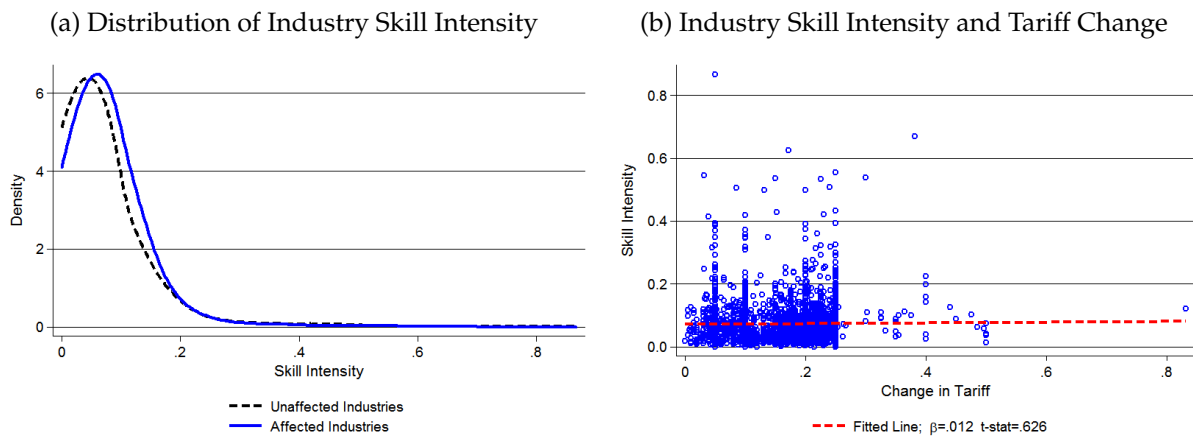 (a) Distribution of Industry Skill Intensity
6
4
2
0
Density
0 .2 .4 .6 .8
Skill Intensity
Unaffected Industries
Affected Industries
(b) Industry Skill Intensity and Tariff Change
0.8
0.6
0.4
0.2
0.0
Skill Intensity
0 .2 .4 .6 .8
Change in Tariff
Fitted Line; β=.012 t-stat=.626